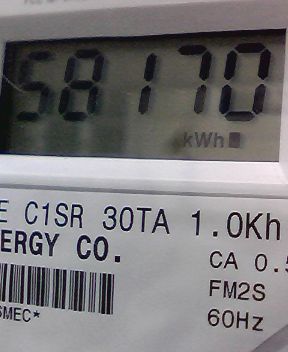 58170
kWh
E C1SR 30TA 1.0Kh
ERGY CO.
CA 0.5
FM2S
SMEC*
60Hz